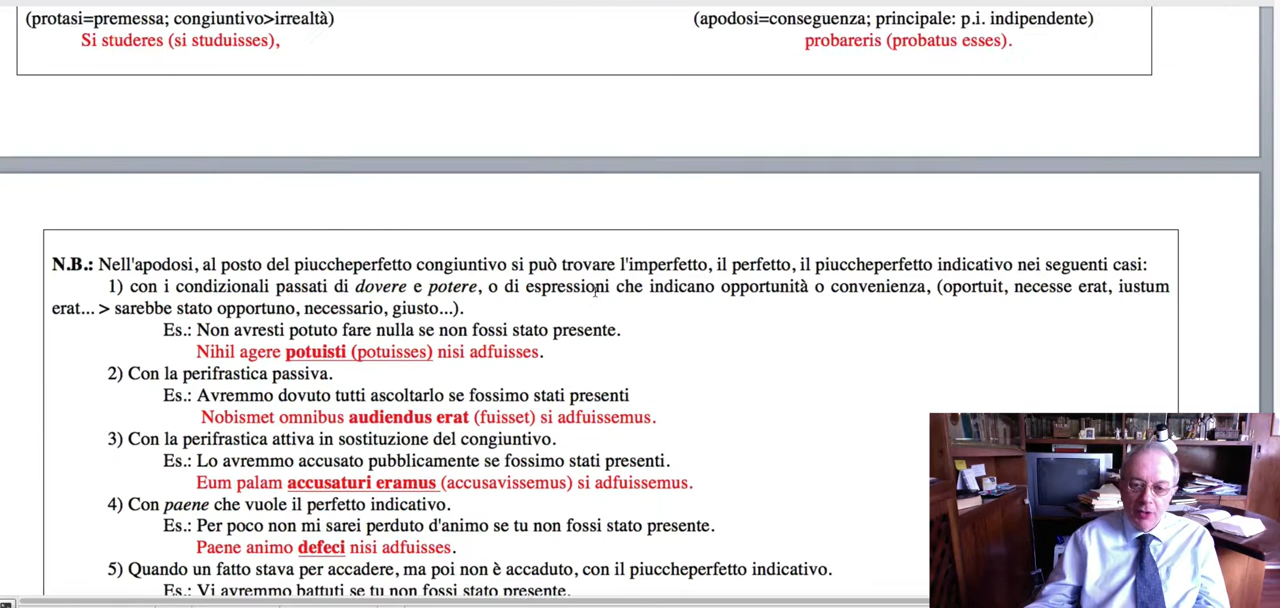 (protasi=premessa; congiuntivo>irrealtà) (apodosi=conseguenza; principale: p.i. indipendente)
Si studeres (si studuisses), probareris (probatus esses).
N.B.: Nell'apodosi, al posto del piuccheperfetto congiuntivo si può trovare l'imperfetto, il perfetto, il piuccheperfetto indicativo nei seguenti casi:
1) con i condizionali passati di dovere e potere, o di espressioni che indicano opportunità o convenienza, (oportuit, necesse erat, iustum
erat... > sarebbe stato opportuno, necessario, giusto...).
Es.: Non avresti potuto fare nulla se non fossi stato presente.
Nihil agere potuisti (potuisses) nisi adfuisses.
2) Con la perifrastica passiva.
Es.: Avremmo dovuto tutti ascoltarlo se fossimo stati presenti
Nobismet omnibus audiendus erat (fuisset) si adfuissemus.
3) Con la perifrastica attiva in sostituzione del congiuntivo.
Es.: Lo avremmo accusato pubblicamente se fossimo stati presenti.
Eum palam accusaturi eramus (accusavissemus) si adfuissemus.
4) Con paene che vuole il perfetto indicativo.
Es.: Per poco non mi sarei perduto d'animo se tu non fossi stato presente.
Paene animo defeci nisi adfuisses.
5) Quando un fatto stava per accadere, ma poi non è accaduto, con il piuccheperfetto indicativo.
Es.: Vi avremmo battuti se tu non fossi stato presente.